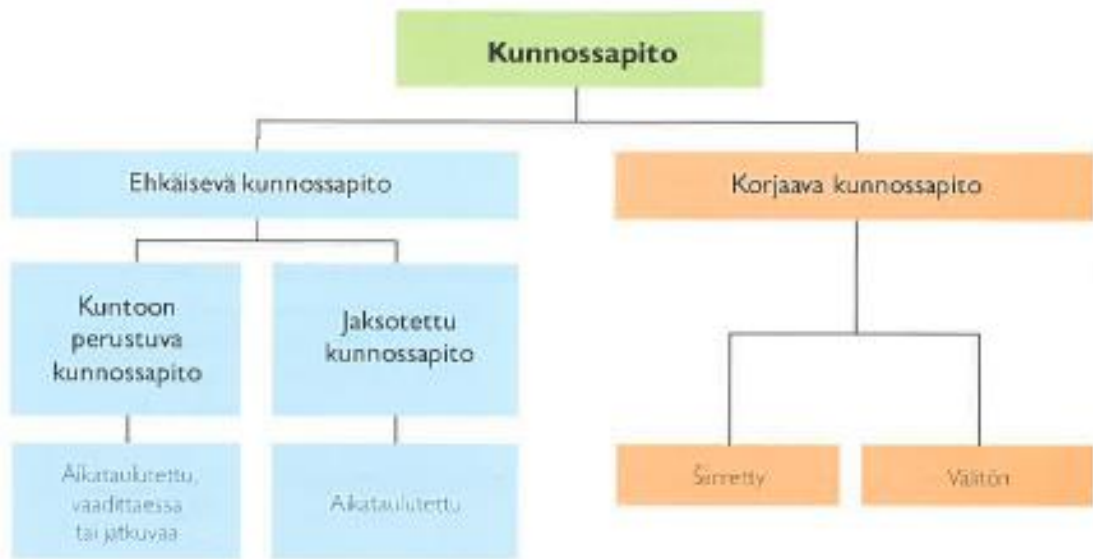 Kunnossapito
Ehkäisevä kunnossapito
Korjaava kunnossapito
Kuntoon
perustuva
kunnossapito
Jaksotettu
kunnossapito
Aikataulutettu,
vaadittaessa
tai jatkuvaa
Aikataulutettu
Siirretty
Välitön